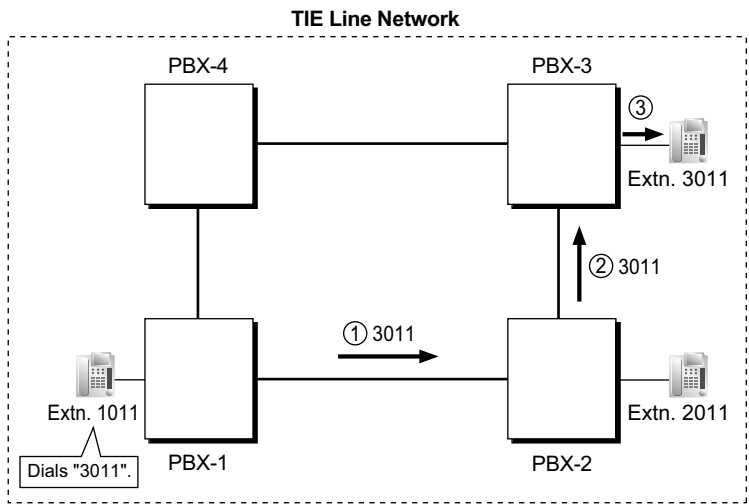 TIE Line Network
PBX-4
PBX-3
③
Extn. 3011
② 3011
① 3011
Extn. 1011
Extn. 2011
Dials "3011".
PBX-1
PBX-2